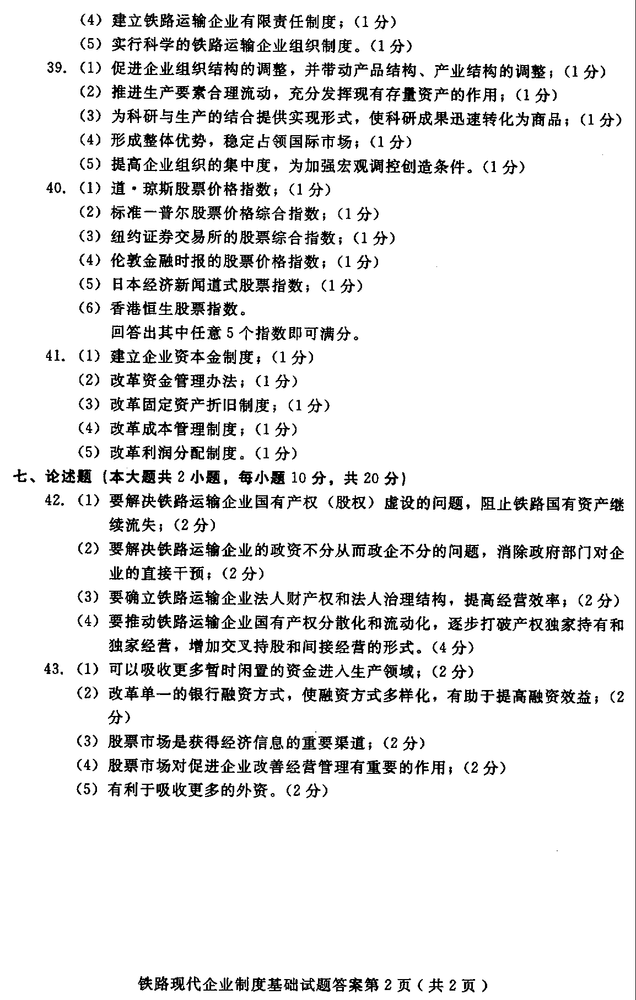 (4) 建立铁路运输企业有限责任制度；(1 分)
(5) 实行科学的铁路运输企业组织制度。(1 分)
39. (1) 促进企业组织结构的调整，并带动产品结构、产业结构的调整；(1 分)
(2) 推进生产要素合理流动，充分发挥现有存量资产的作用；(1 分)
(3) 为科研与生产的结合提供实现形式，使科研成果迅速转化为商品；(1 分)
(4) 形成整体优势，稳定占领国际市场；(1 分)
(5) 提高企业组织的集中度，为加强宏观调控创造条件。(1 分)
40. (1) 道·琼斯股票价格指数；(1 分)
(2) 标准一普尔股票价格综合指数；(1 分)
(3) 纽约证券交易所的股票综合指数；(1 分)
(4) 伦敦金融时报的股票价格指数；(1 分)
(5) 日本经济新闻道式股票指数；(1 分)
(6) 香港恒生股票指数。
回答出其中任意 5 个指数即可满分。
41. (1) 建立企业资本金制度；(1 分)
(2) 改革资金管理办法；(1 分)
(3) 改革固定资产折旧制度；(1 分)
(4) 改革成本管理制度；(1 分)
(5) 改革利润分配制度。(1 分)
七、论述题 (本大题共 2 小题，每小题 10 分，共 20 分)
42. (1) 要解决铁路运输企业国有产权（股权）虚设的问题，阻止铁路国有资产继
续流失；(2 分)
(2) 要解决铁路运输企业的政资不分从而政企不分的问题，消除政府部门对企
业的直接干预；(2 分)
(3) 要确立铁路运输企业法人财产权和法人治理结构，提高经营效率；(2 分)
(4) 要推动铁路运输企业国有产权分散化和流动化，逐步打破产权独家持有和
独家经营，增加交叉持股和间接经营的形式。(4 分)
43. (1) 可以吸收更多暂时闲置的资金进入生产领域；(2 分)
(2) 改革单一的银行融资方式，使融资方式多样化，有助于提高融资效益；(2
分)
(3) 股票市场是获得经济信息的重要渠道；(2 分)
(4) 股票市场对促进企业改善经营管理有重要的作用；(2 分)
(5) 有利于吸收更多的外资。(2 分)
铁路现代企业制度基础试题答案第 2 页 ( 共 2 页 )